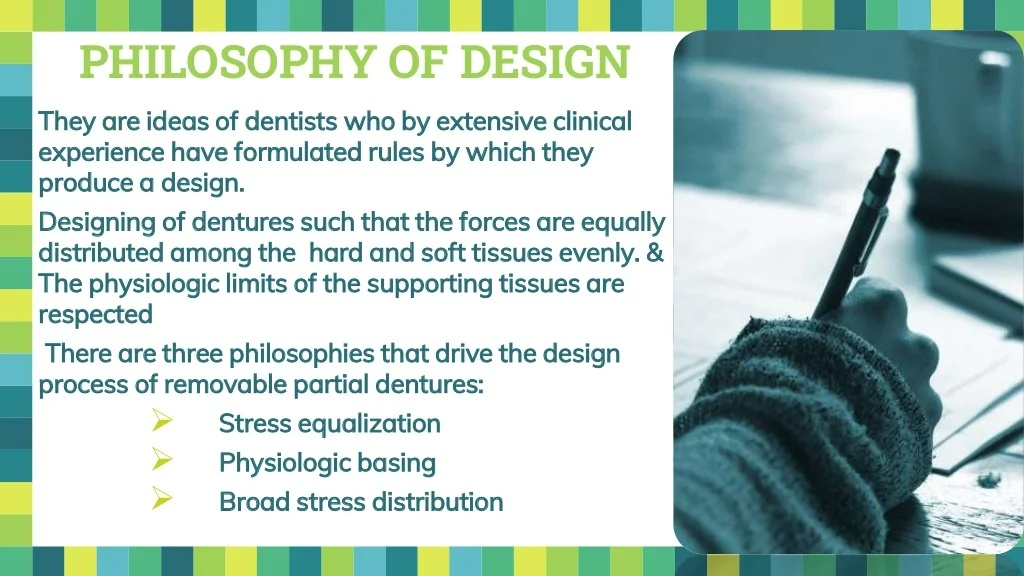 PHILOSOPHY OF DESIGN
They are ideas of dentists who by extensive clinical
experience have formulated rules by which they
produce a design.
Designing of dentures such that the forces are equally
distributed among the  hard and soft tissues evenly. &
The physiologic limits of the supporting tissues are
respected
There are three philosophies that drive the design
process of removable partial dentures:
Stress equalization
Physiologic basing
Broad stress distribution